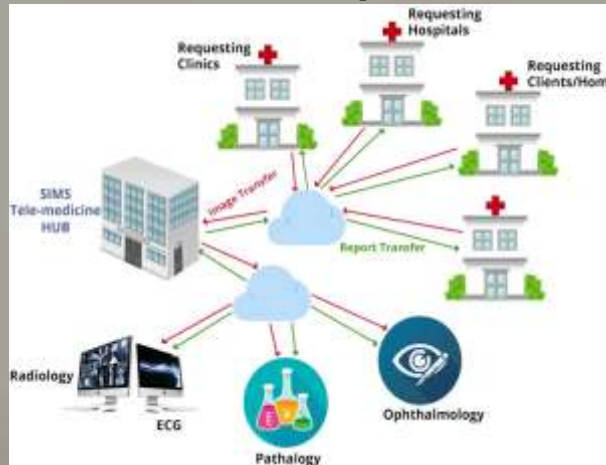 Requesting
Hospitals
Requesting
Clinics
Requesting
Clients/Hom
SIMS
Tele-medicine
HUB
Image Transfer
Report Transfer
Radiology
ECG
Pathalogy
Ophthalmology